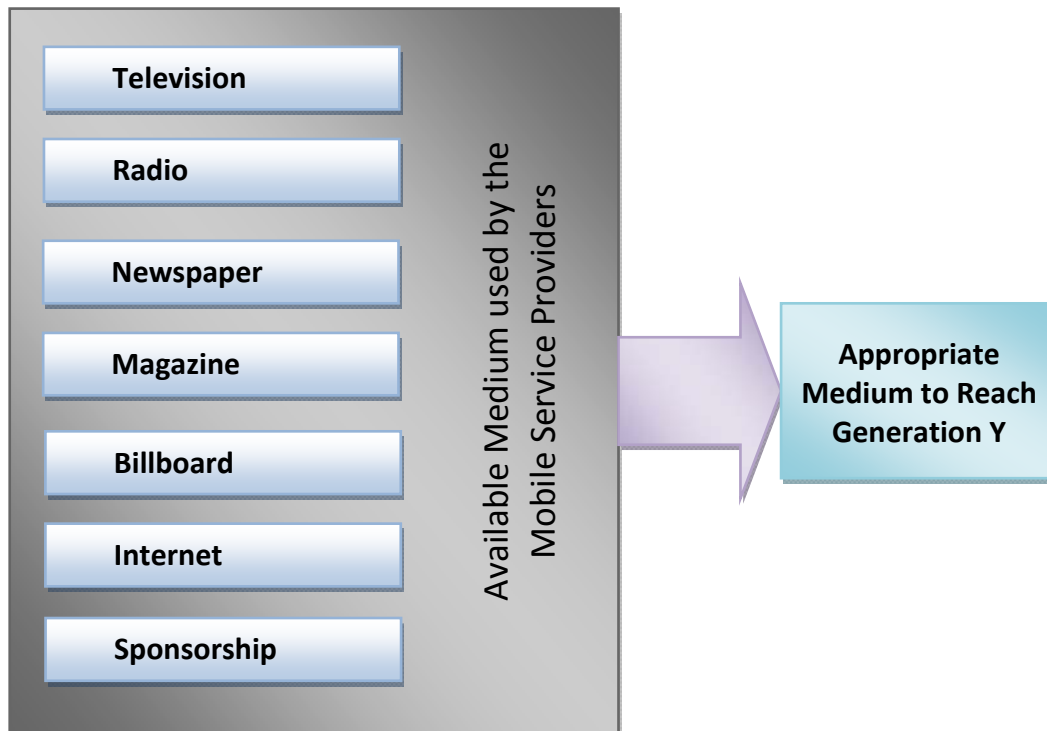 Television
Radio
Newspaper
Magazine
Billboard
Internet
Sponsorship
Available Medium used by the
Mobile Service Providers
Appropriate
Medium to Reach
Generation Y